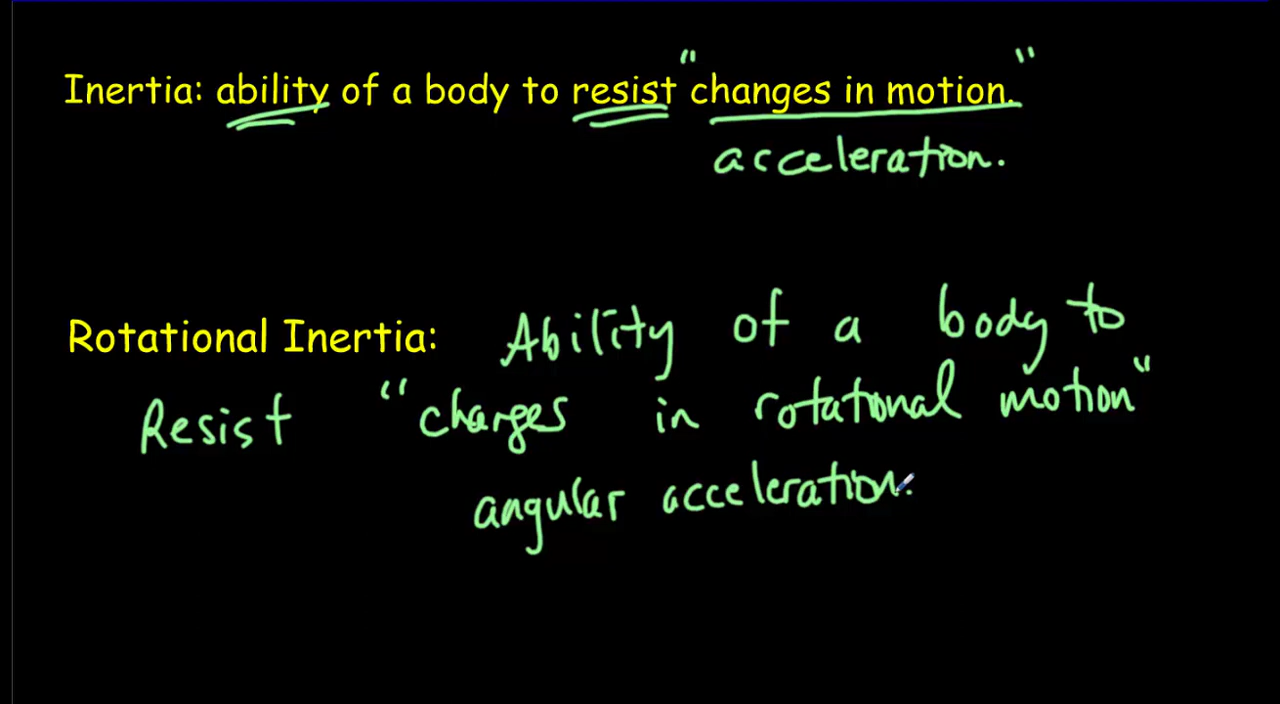 Inertia: ability of a body to resist "changes in motion."
acceleration.
Rotational Inertia: Ability of a body to
Resist "changes in rotational motion"
angular acceleration.